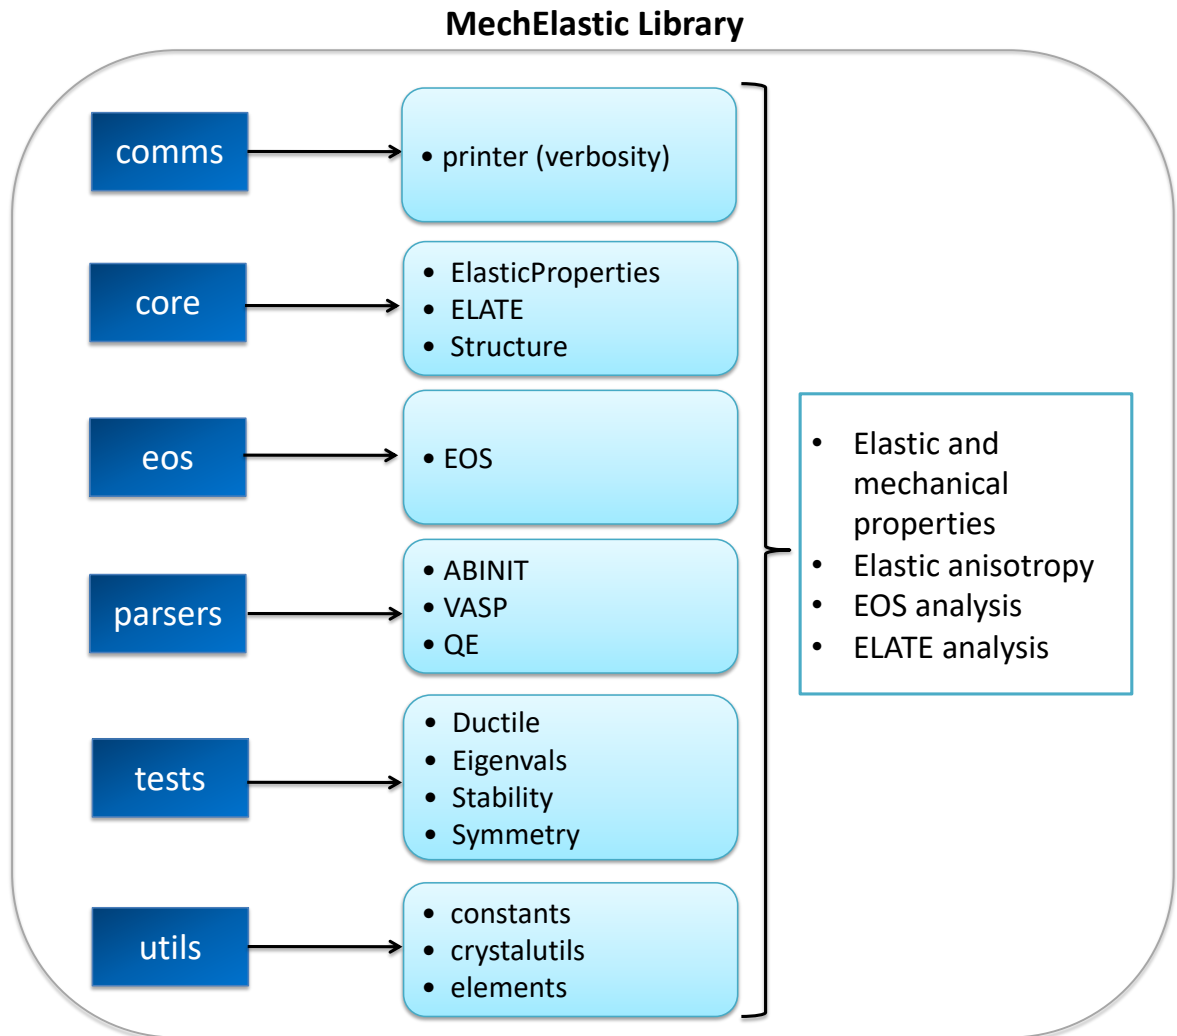 MechElastic Library
comms
• printer (verbosity)
core
• ElasticProperties
• ELATE
• Structure
eos
• EOS
parsers
• ABINIT
• VASP
• QE
tests
• Ductile
• Eigenvals
• Stability
• Symmetry
utils
• constants
• crystalutils
• elements
• Elastic and
mechanical
properties
• Elastic anisotropy
• EOS analysis
• ELATE analysis